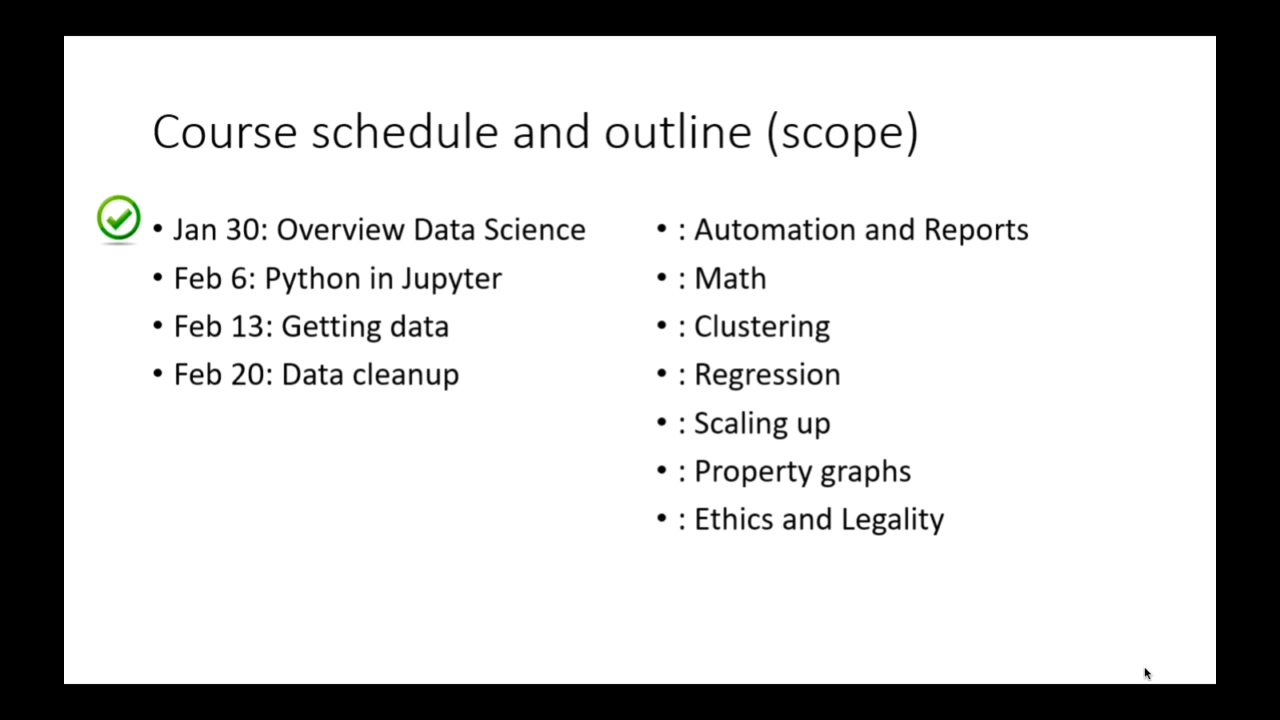 Course schedule and outline (scope)
• Jan 30: Overview Data Science
• Feb 6: Python in Jupyter
• Feb 13: Getting data
• Feb 20: Data cleanup
• : Automation and Reports
• : Math
• : Clustering
• : Regression
• : Scaling up
• : Property graphs
• : Ethics and Legality